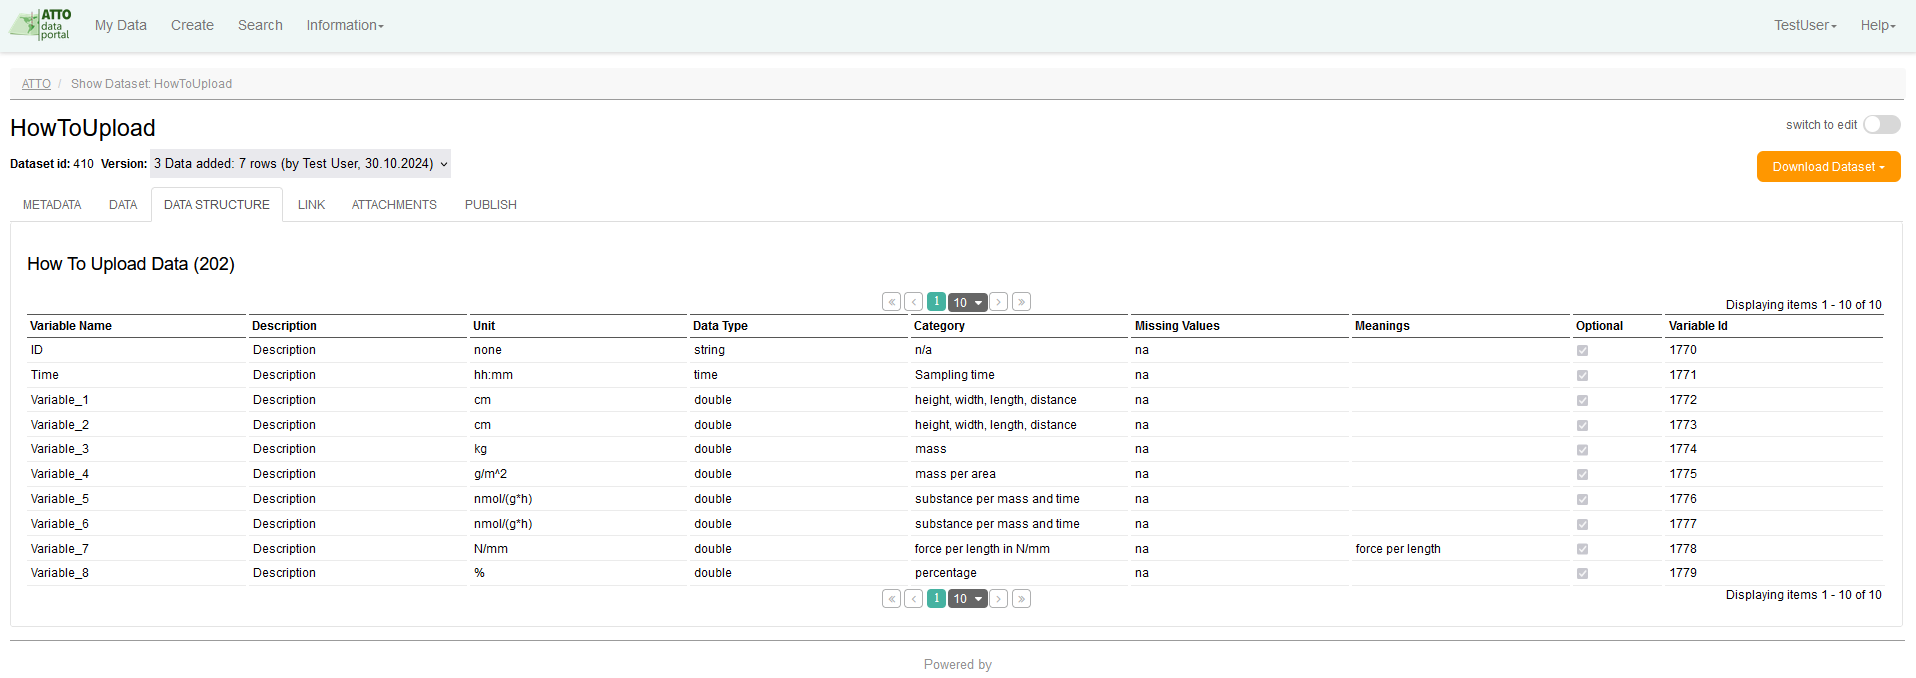 ATTO data portal My Data Create Search Information TestUser Help
ATTO / Show Dataset: HowToUpload
HowToUpload
switch to edit
Dataset id: 410 Version: 3 Data added: 7 rows (by Test User, 30.10.2024)
Download Dataset
METADATA DATA DATA STRUCTURE LINK ATTACHMENTS PUBLISH
How To Upload Data (202)
« ‹ 1 10 › »
Displaying items 1 - 10 of 10
Variable Name Description Unit Data Type Category Missing Values Meanings Optional Variable Id
ID Description none string n/a na 1770
Time Description hh:mm time Sampling time na 1771
Variable_1 Description cm double height, width, length, distance na 1772
Variable_2 Description cm double height, width, length, distance na 1773
Variable_3 Description kg double mass na 1774
Variable_4 Description g/m^2 double mass per area na 1775
Variable_5 Description nmol/(g*h) double substance per mass and time na 1776
Variable_6 Description nmol/(g*h) double substance per mass and time na 1777
Variable_7 Description N/mm double force per length in N/mm na force per length 1778
Variable_8 Description % double percentage na 1779
« ‹ 1 10 › »
Displaying items 1 - 10 of 10
Powered by